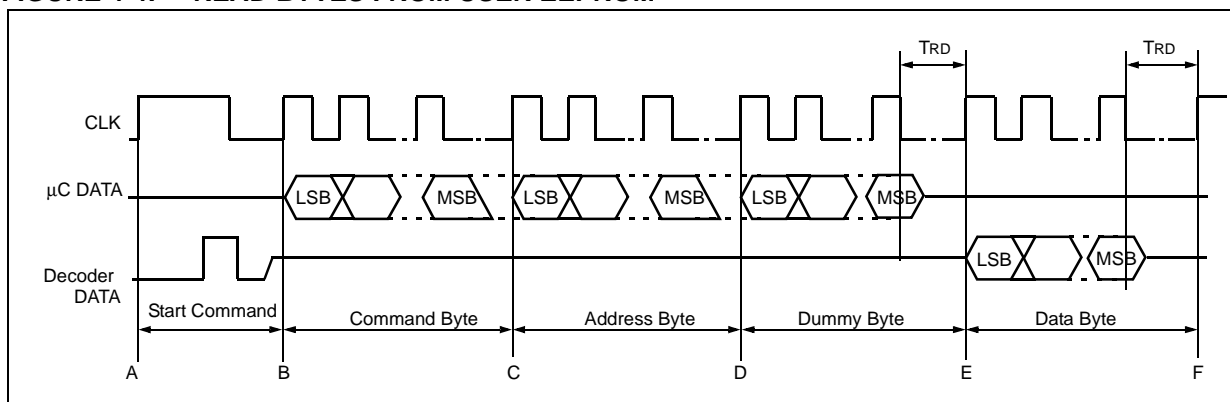 TRD TRD
CLK
μC DATA
LSB MSB LSB MSB LSB MSB
Decoder
DATA
LSB MSB
Start Command Command Byte Address Byte Dummy Byte Data Byte
A B C D E F